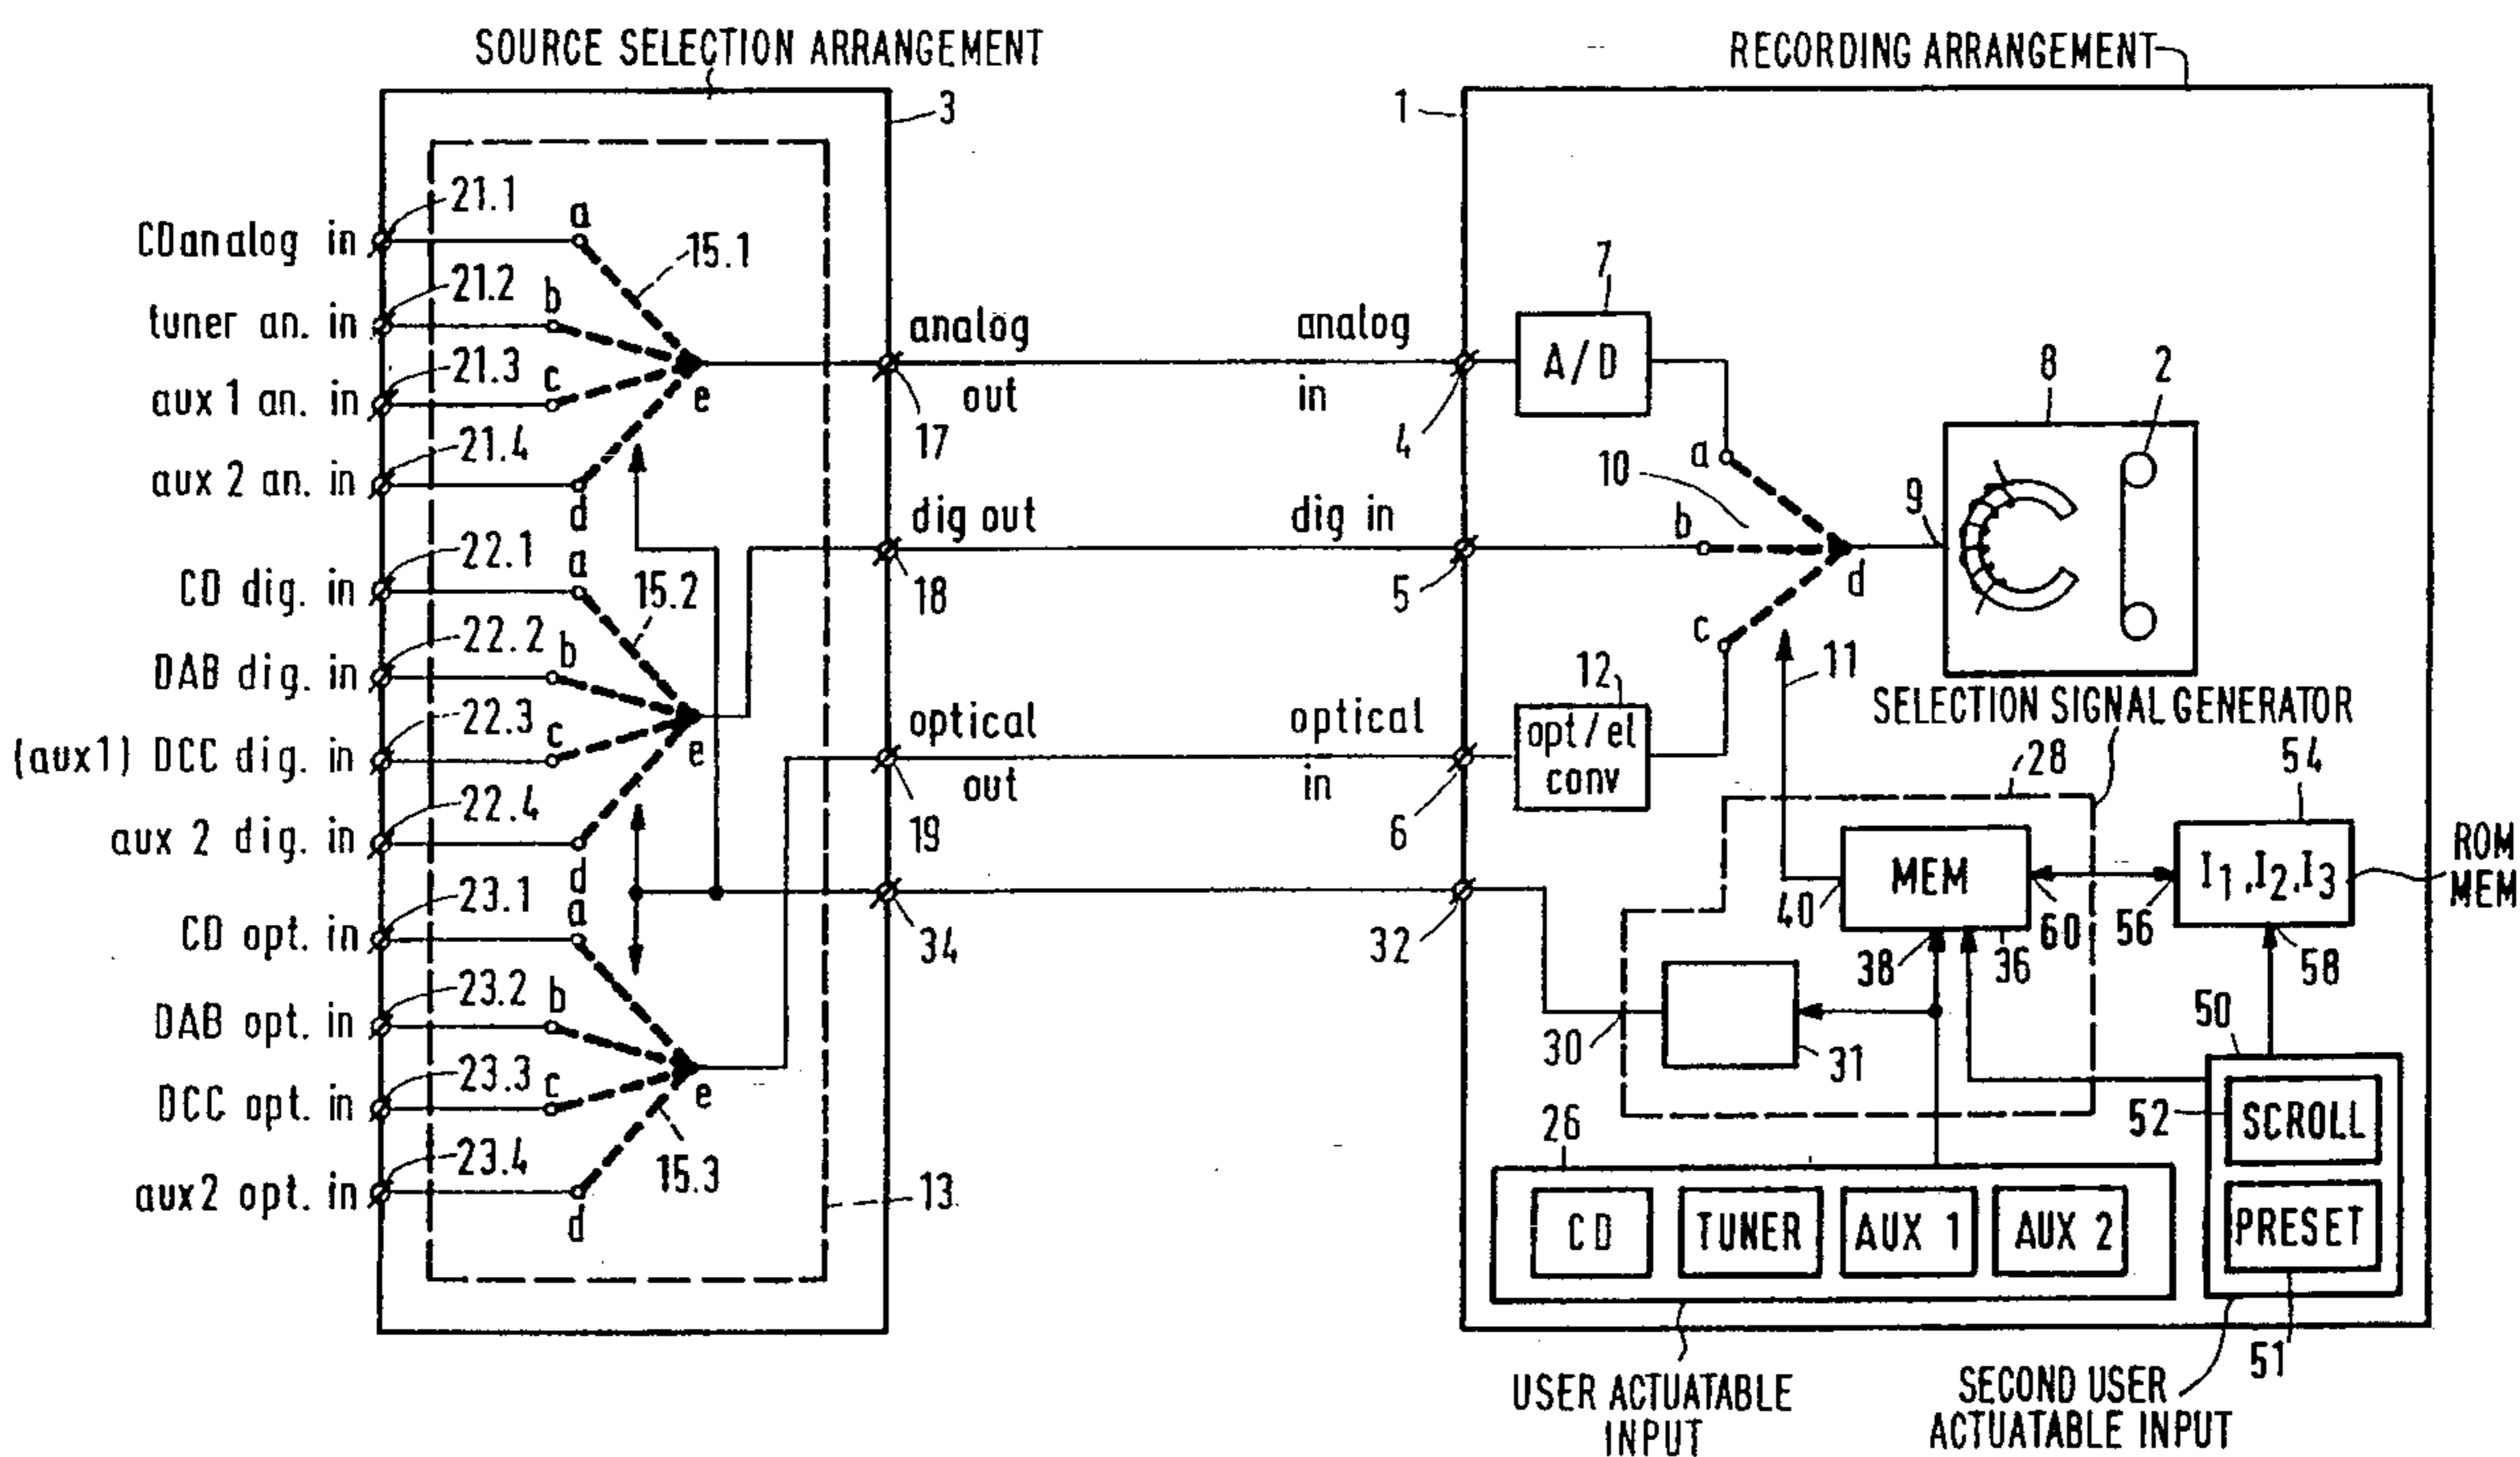 SOURCE SELECTION ARRANGEMENT
RECORDING ARRANGEMENT
3
1
21.1
a
CDanalog in
15.1
21.2
b
tuner an. in
analog
out
analog
in
7
A/D
21.3
c
aux 1 an. in
e
17
4
8
2
21.4
aux 2 an. in
d
10
a
dig out
dig in
b
9
22.1
a
CD dig. in
15.2
18
5
d
22.2
b
DAB dig. in
c
11
12
22.3
c
(aux1) DCC dig. in
e
optical
out
optical
in
opt/el
conv
SELECTION SIGNAL GENERATOR
28
54
22.4
aux 2 dig. in
d
19
6
MEM
I1,I2,I3
ROM
MEM
23.1
a
CD opt. in
34
32
40
38
36
60
56
58
23.2
b
DAB opt. in
30
31
50
23.3
c
DCC opt. in
e
26
52
SCROLL
23.4
15.3
aux2 opt. in
d
13
CD
TUNER
AUX 1
AUX 2
PRESET
51
USER ACTUATABLE
INPUT
SECOND USER
ACTUATABLE INPUT